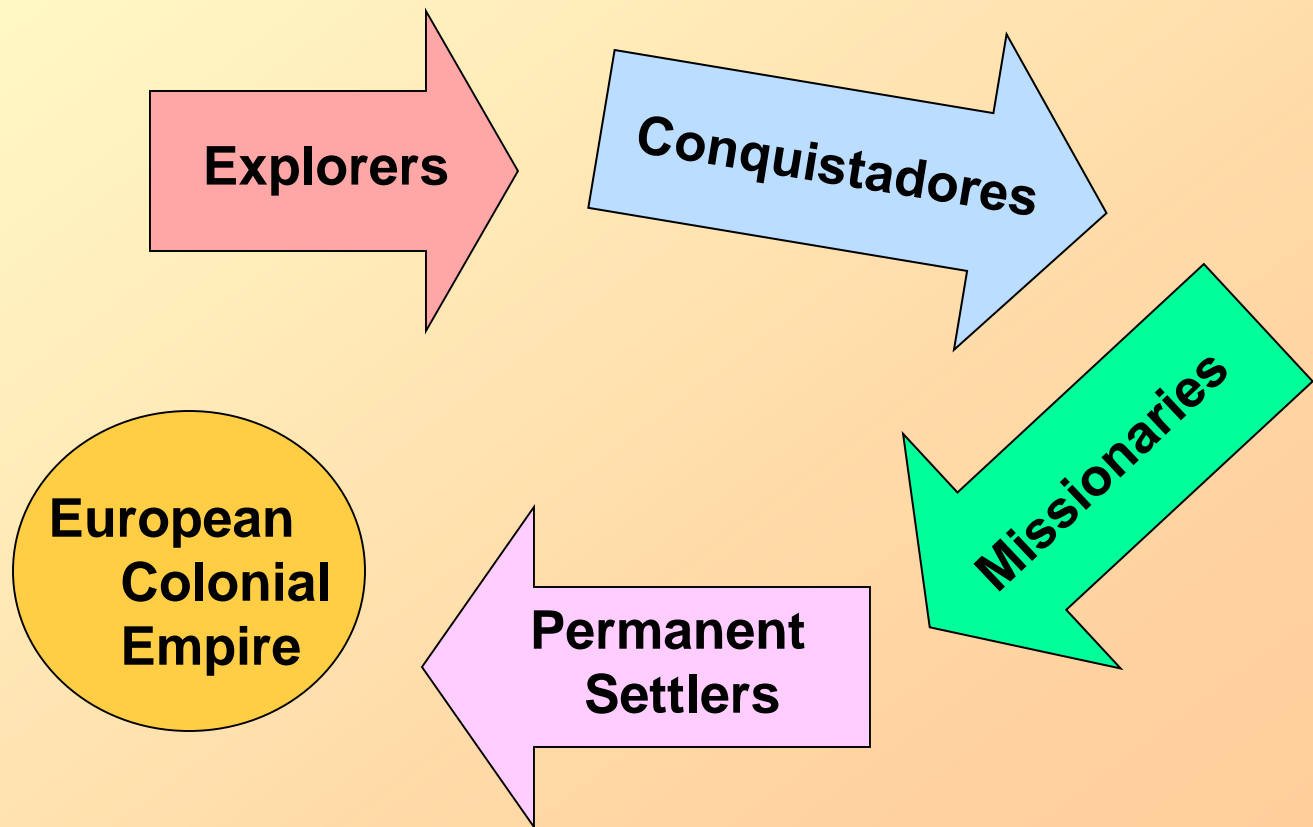 Explorers
Conquistadores
Missionaries
Permanent
Settlers
European
Colonial
Empire